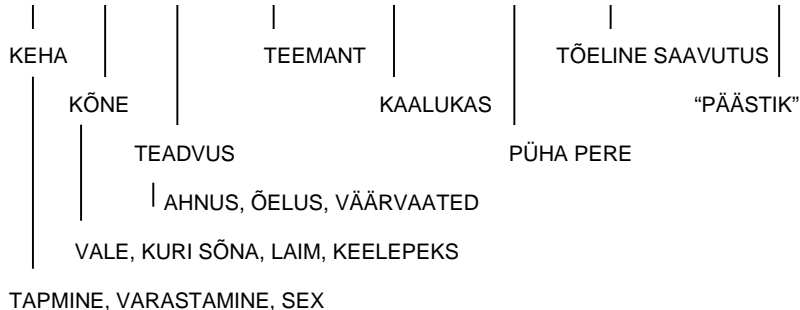 KEHA TEEMANT TÕELINE SAAVUTUS
KÕNE KAALUKAS “PÄÄSTIK”
TEADVUS PÜHA PERE
AHNUS, ÕELUS, VÄÄRVAATED
VALE, KURI SÕNA, LAIM, KEELEPEKS
TAPMINE, VARASTAMINE, SEX